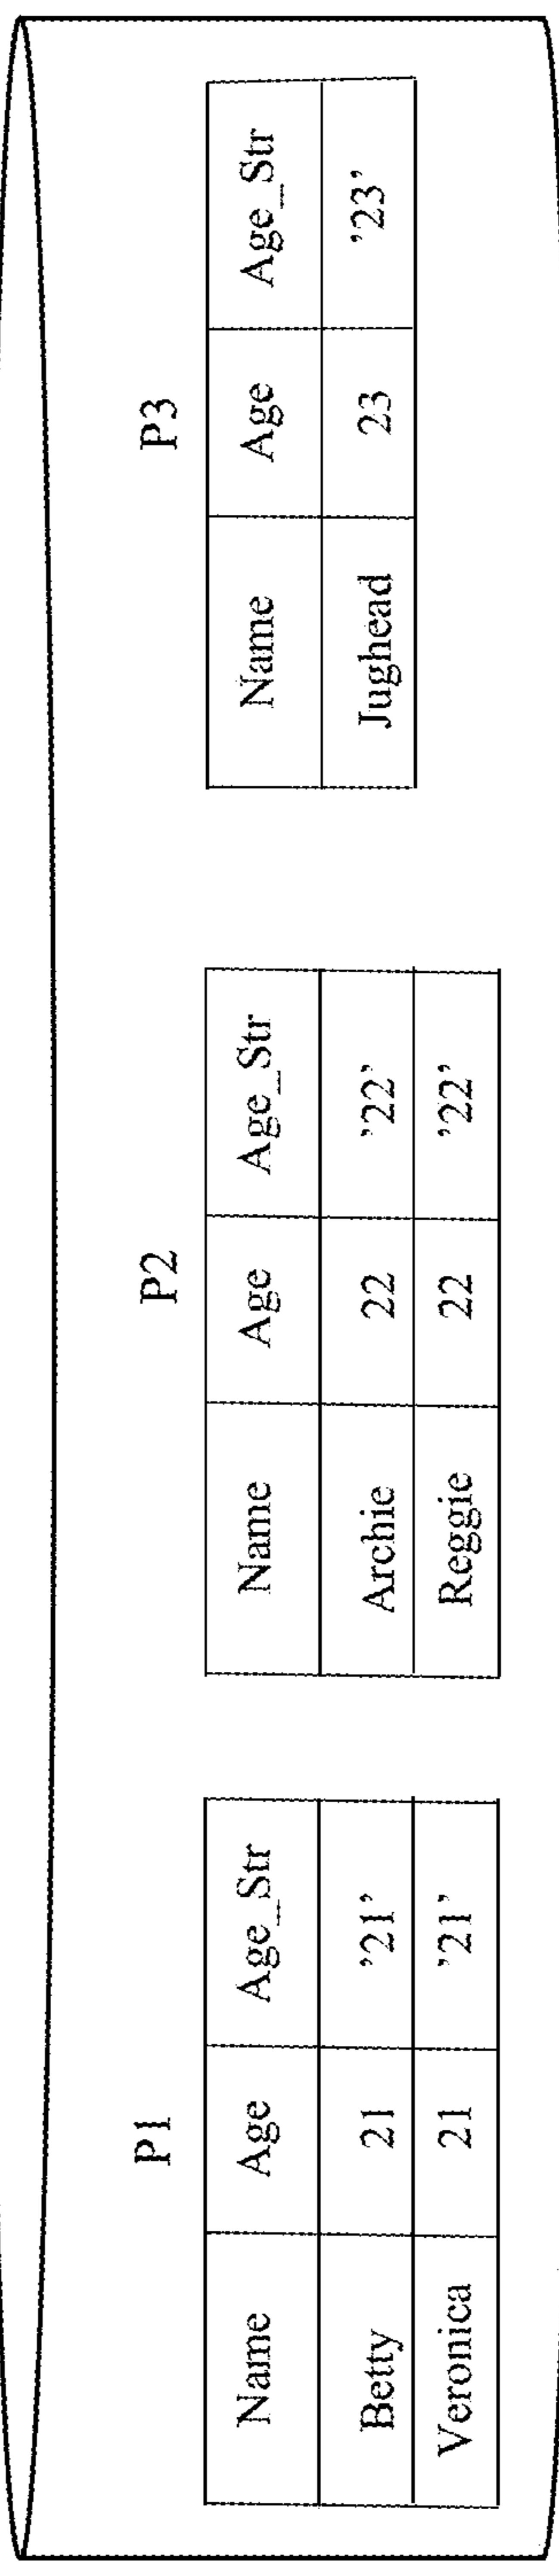 P1
Name Age Age_Str
Betty 21 ’21’
Veronica 21 ’21’
P2
Name Age Age_Str
Archie 22 ’22’
Reggie 22 ’22’
P3
Name Age Age_Str
Jughead 23 ’23’